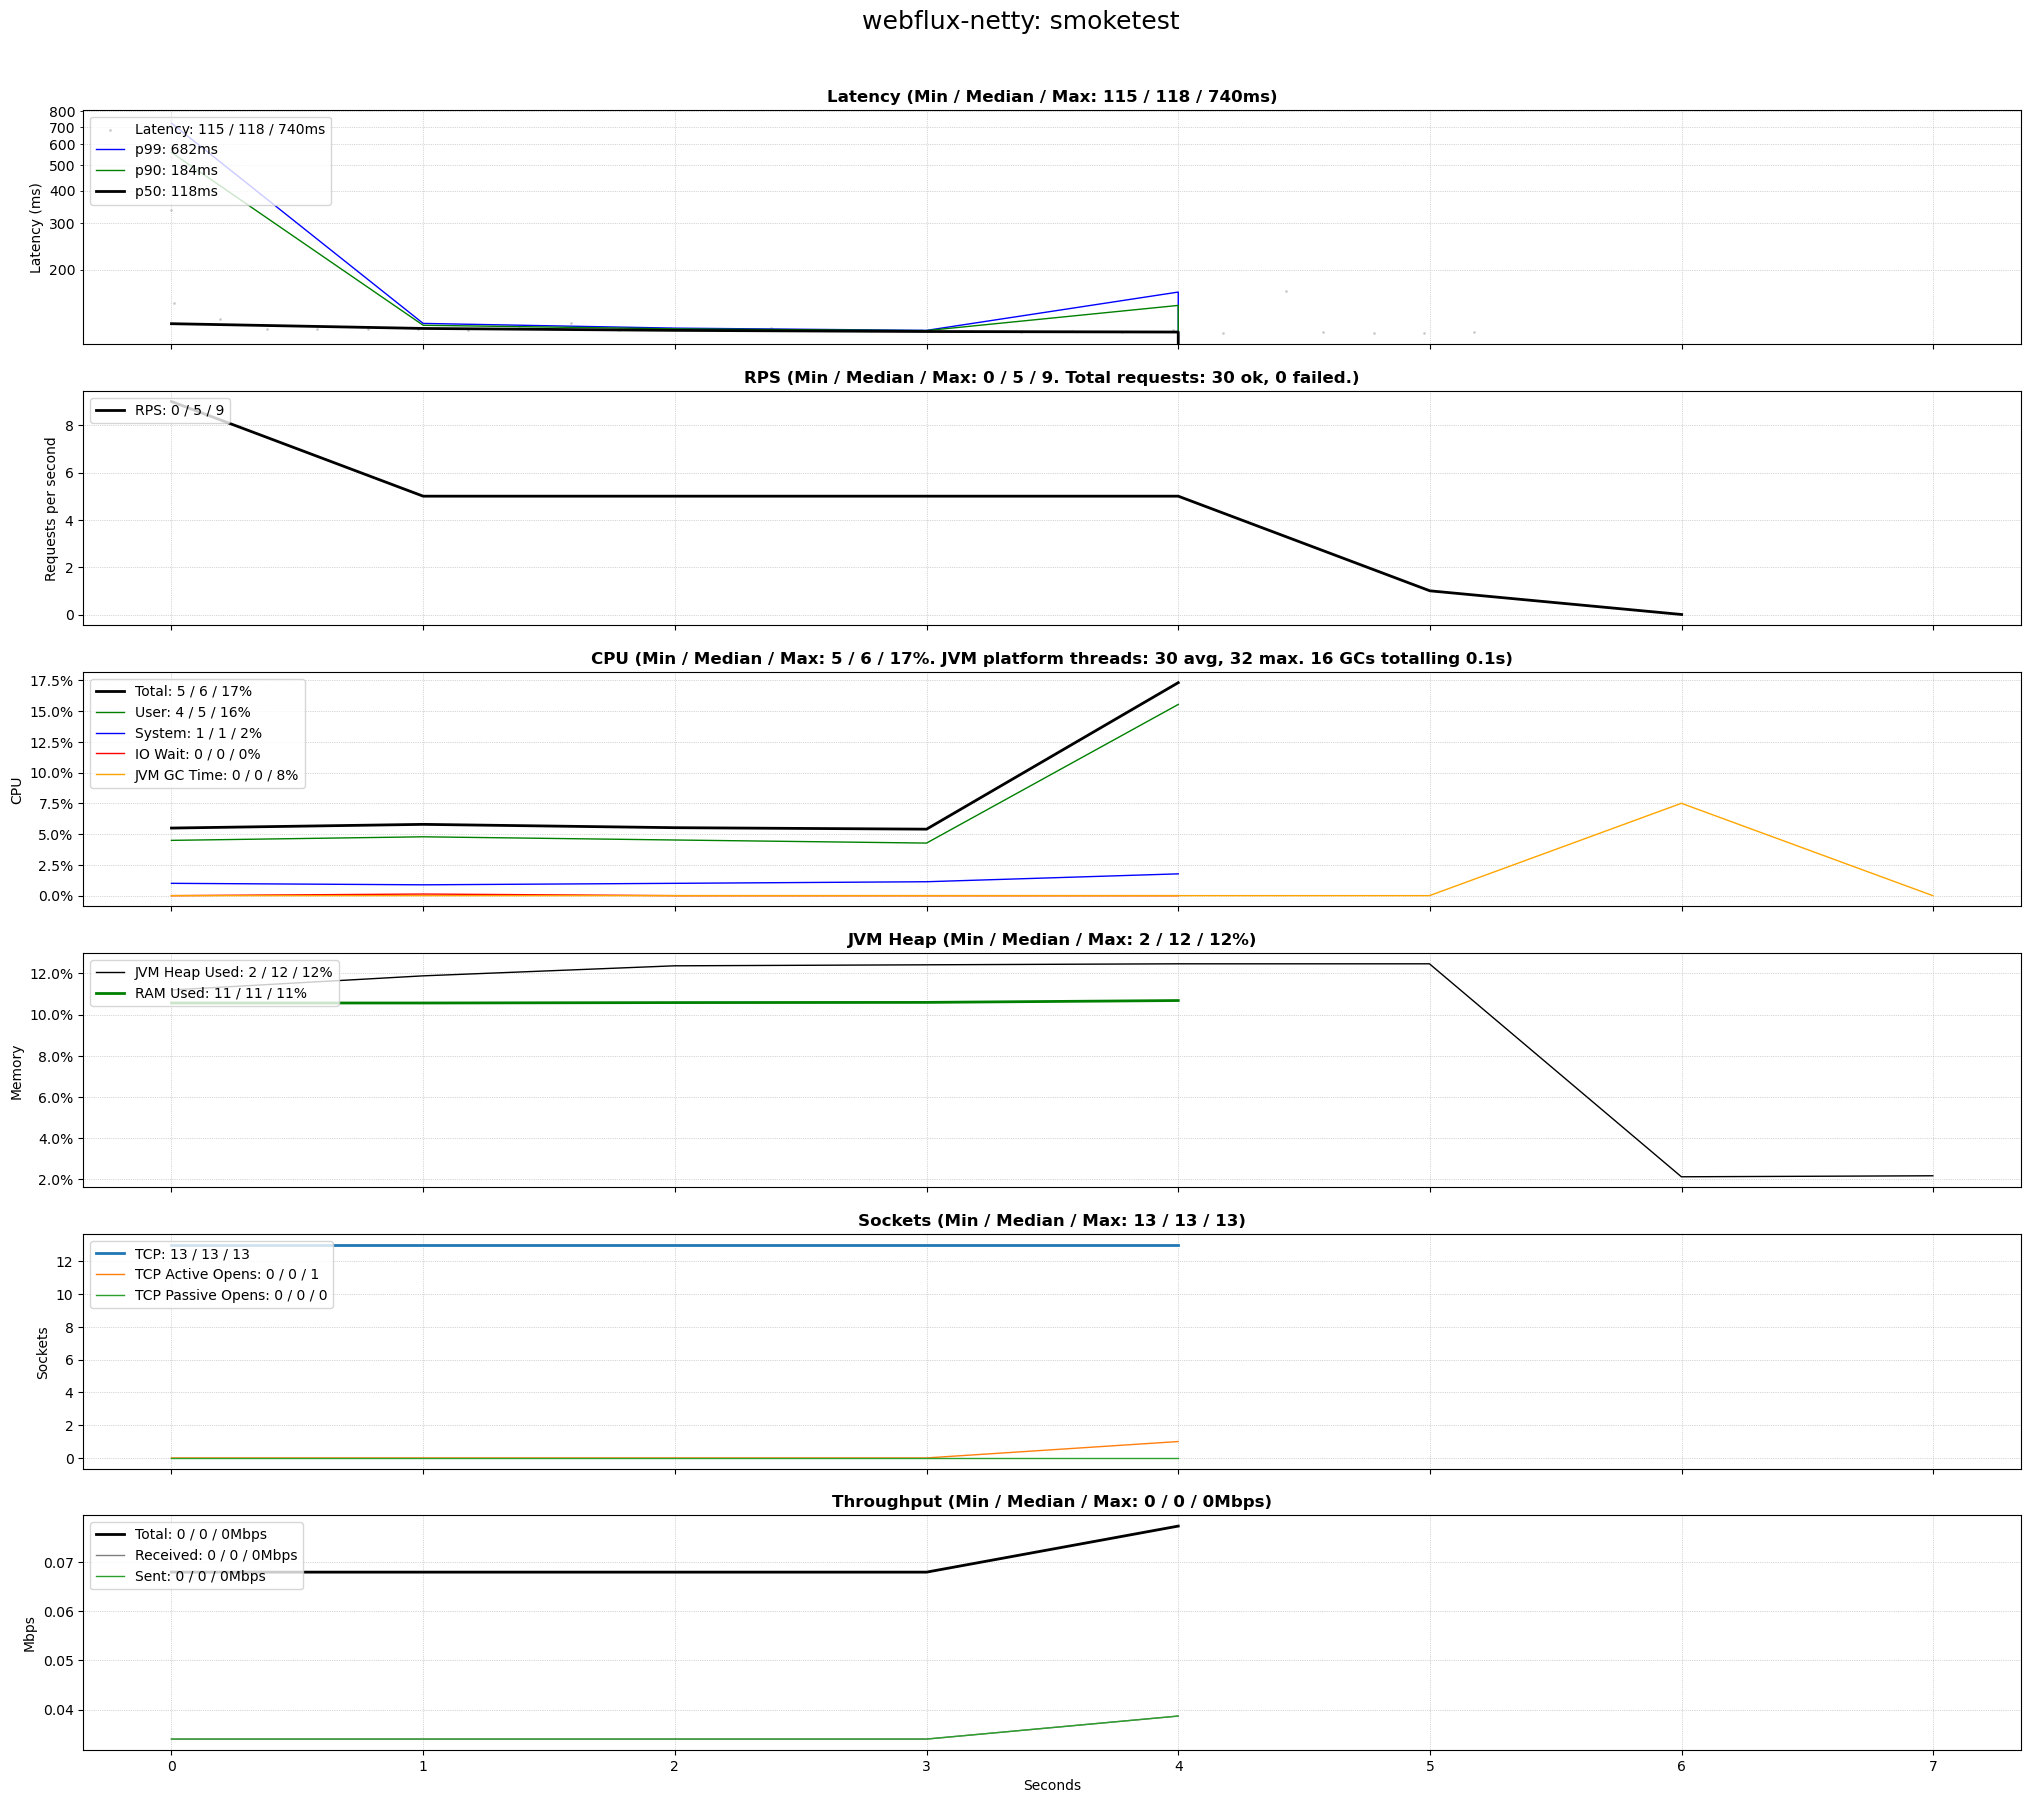 webflux-netty: smoketest
Latency (Min / Median / Max: 115 / 118 / 740ms)
Latency (ms)
800
700
600
500
400
300
200
Latency: 115 / 118 / 740ms
p99: 682ms
p90: 184ms
p50: 118ms
RPS (Min / Median / Max: 0 / 5 / 9. Total requests: 30 ok, 0 failed.)
Requests per second
8
6
4
2
0
RPS: 0 / 5 / 9
CPU (Min / Median / Max: 5 / 6 / 17%. JVM platform threads: 30 avg, 32 max. 16 GCs totalling 0.1s)
CPU
17.5%
15.0%
12.5%
10.0%
7.5%
5.0%
2.5%
0.0%
Total: 5 / 6 / 17%
User: 4 / 5 / 16%
System: 1 / 1 / 2%
IO Wait: 0 / 0 / 0%
JVM GC Time: 0 / 0 / 8%
JVM Heap (Min / Median / Max: 2 / 12 / 12%)
Memory
12.0%
10.0%
8.0%
6.0%
4.0%
2.0%
JVM Heap Used: 2 / 12 / 12%
RAM Used: 11 / 11 / 11%
Sockets (Min / Median / Max: 13 / 13 / 13)
Sockets
12
10
8
6
4
2
0
TCP: 13 / 13 / 13
TCP Active Opens: 0 / 0 / 1
TCP Passive Opens: 0 / 0 / 0
Throughput (Min / Median / Max: 0 / 0 / 0Mbps)
Mbps
0.07
0.06
0.05
0.04
Total: 0 / 0 / 0Mbps
Received: 0 / 0 / 0Mbps
Sent: 0 / 0 / 0Mbps
0 1 2 3 4 5 6 7
Seconds